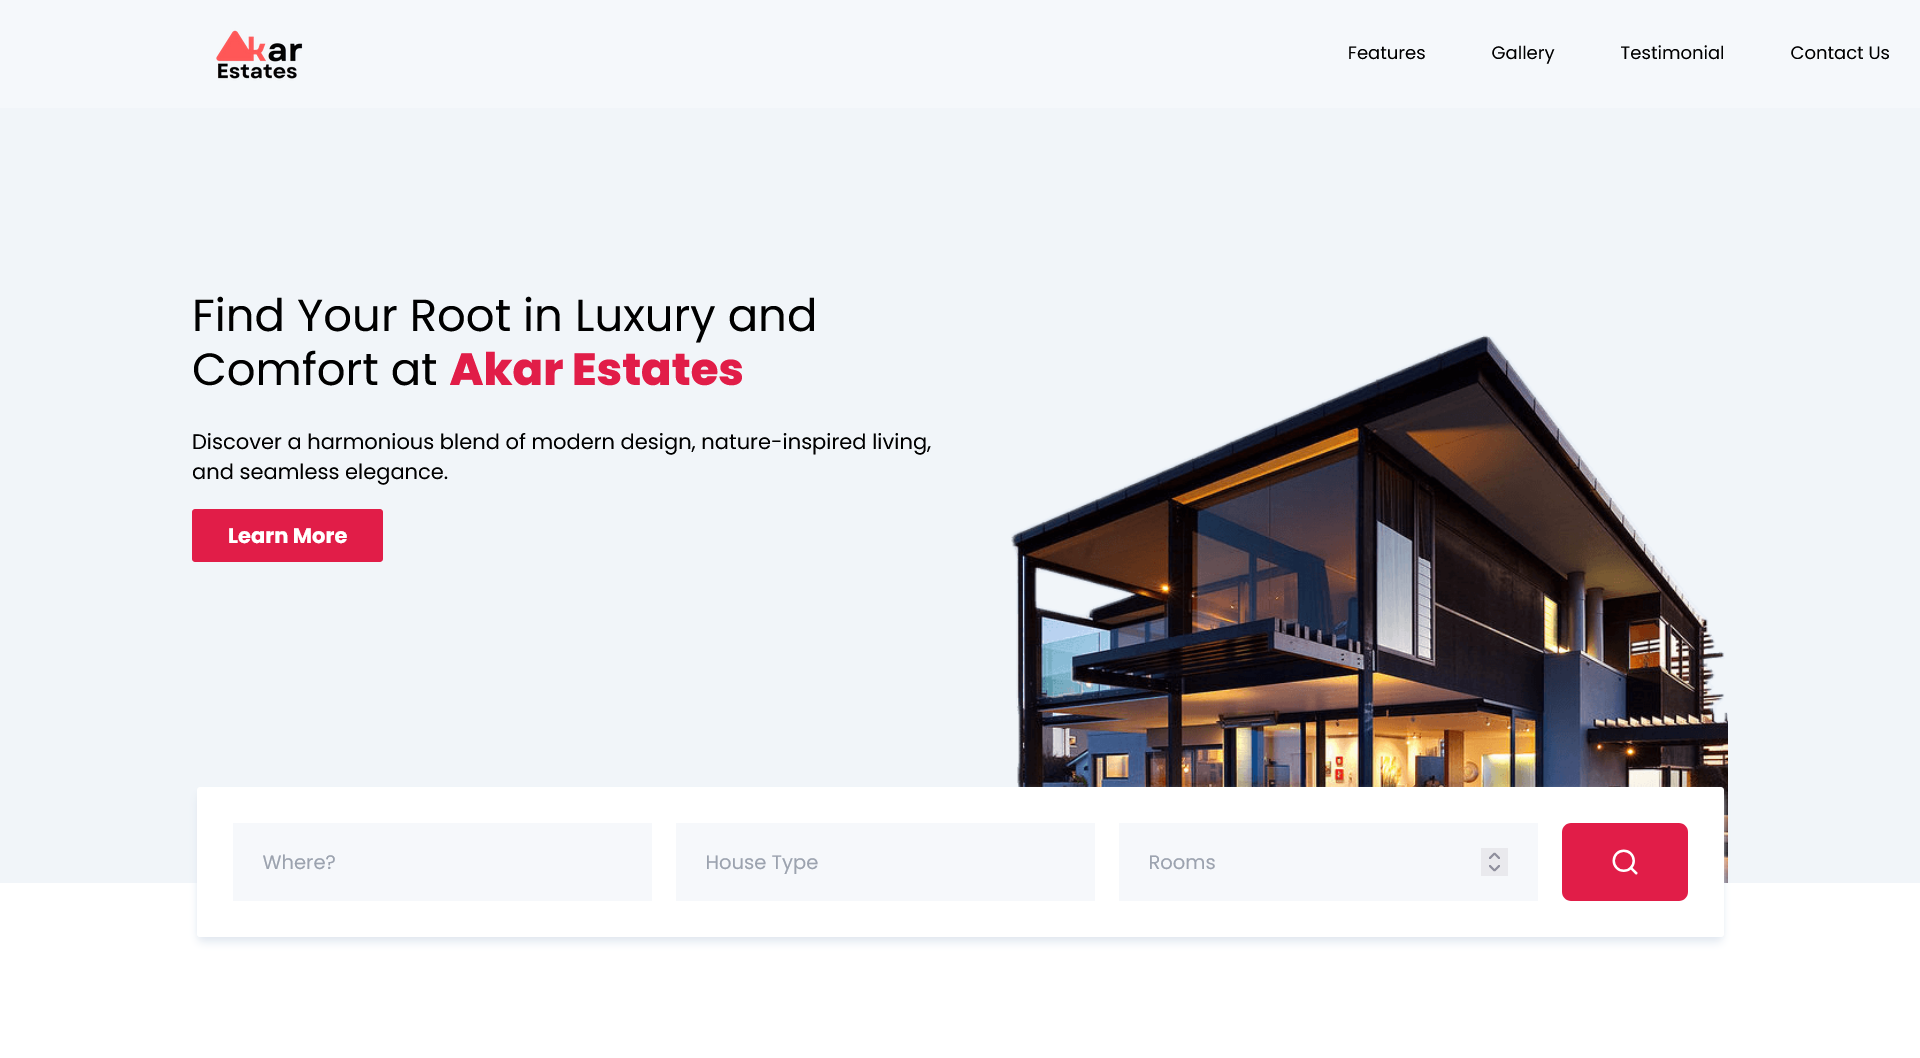 Akar
Estates
Features
Gallery
Testimonial
Contact Us
Find Your Root in Luxury and
Comfort at Akar Estates
Discover a harmonious blend of modern design, nature-inspired living,
and seamless elegance.
Learn More
Where?
House Type
Rooms